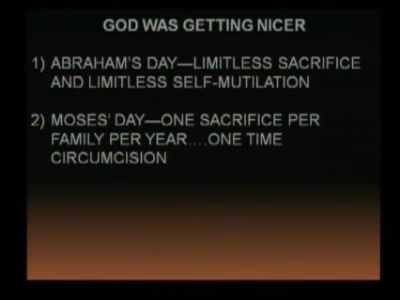 GOD WAS GETTING NICER
1) ABRAHAM'S DAY—LIMITLESS SACRIFICE
AND LIMITLESS SELF-MUTILATION
2) MOSES' DAY—ONE SACRIFICE PER
FAMILY PER YEAR....ONE TIME
CIRCUMCISION